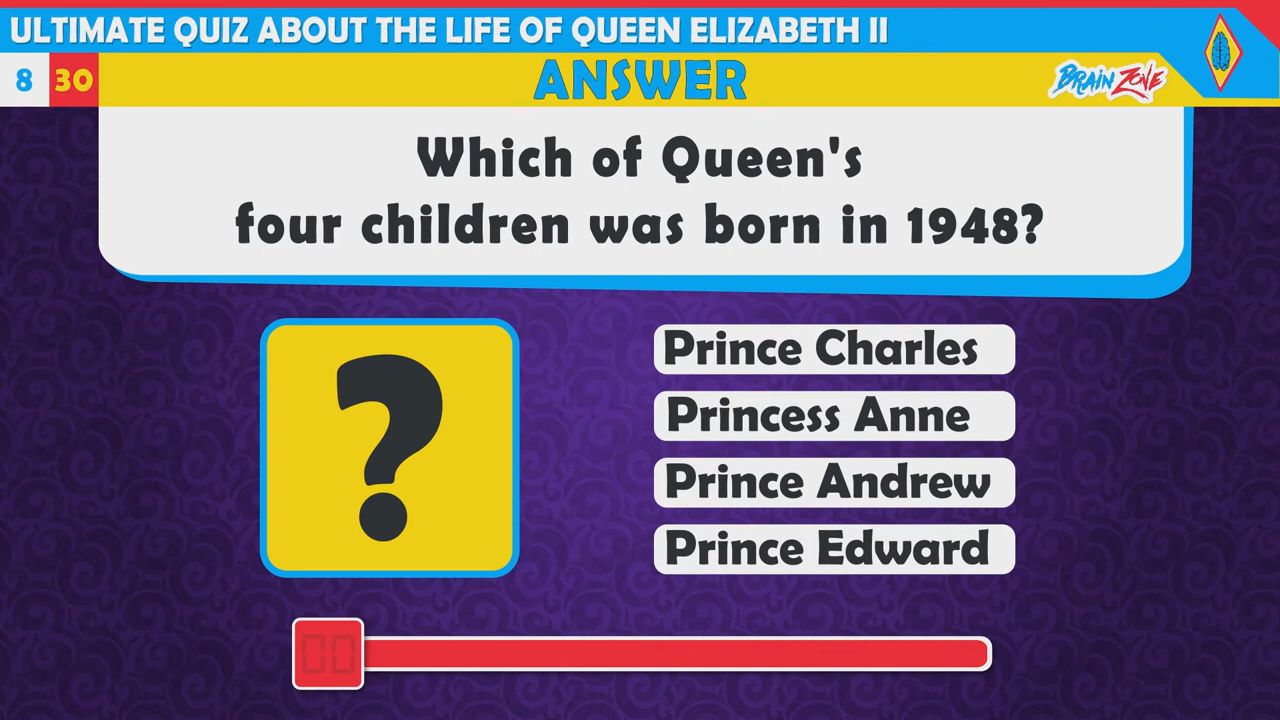 ULTIMATE QUIZ ABOUT THE LIFE OF QUEEN ELIZABETH II
8 30
ANSWER
BRAIN ZONE
Which of Queen's
four children was born in 1948?
?
Prince Charles
Princess Anne
Prince Andrew
Prince Edward
00